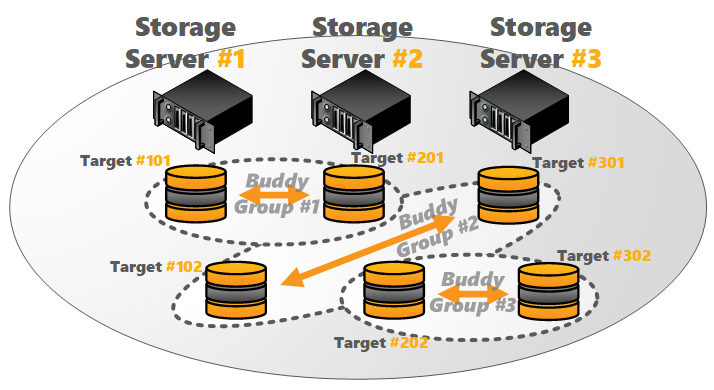 Storage
Server #1
Storage
Server #2
Storage
Server #3
Target #101
Target #201
Target #301
Buddy
Group #1
Buddy
Group #2
Target #102
Target #302
Buddy
Group #3
Target #202